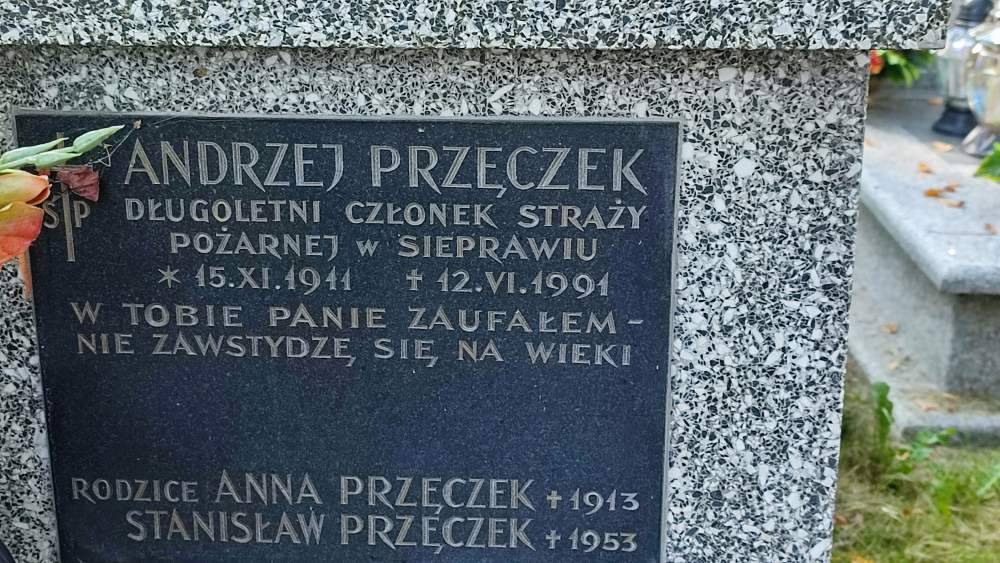 ANDRZEJ PRZĘCZEK
ŚP DŁUGOLETNI CZŁONEK STRAŻY
POŻARNEJ W SIEPRAWIU
* 15.XI.1911 † 12.VI.1991
W TOBIE PANIE ZAUFAŁEM -
NIE ZAWSTYDZĘ SIĘ NA WIEKI
RODZICE ANNA PRZĘCZEK † 1913
STANISŁAW PRZĘCZEK † 1953